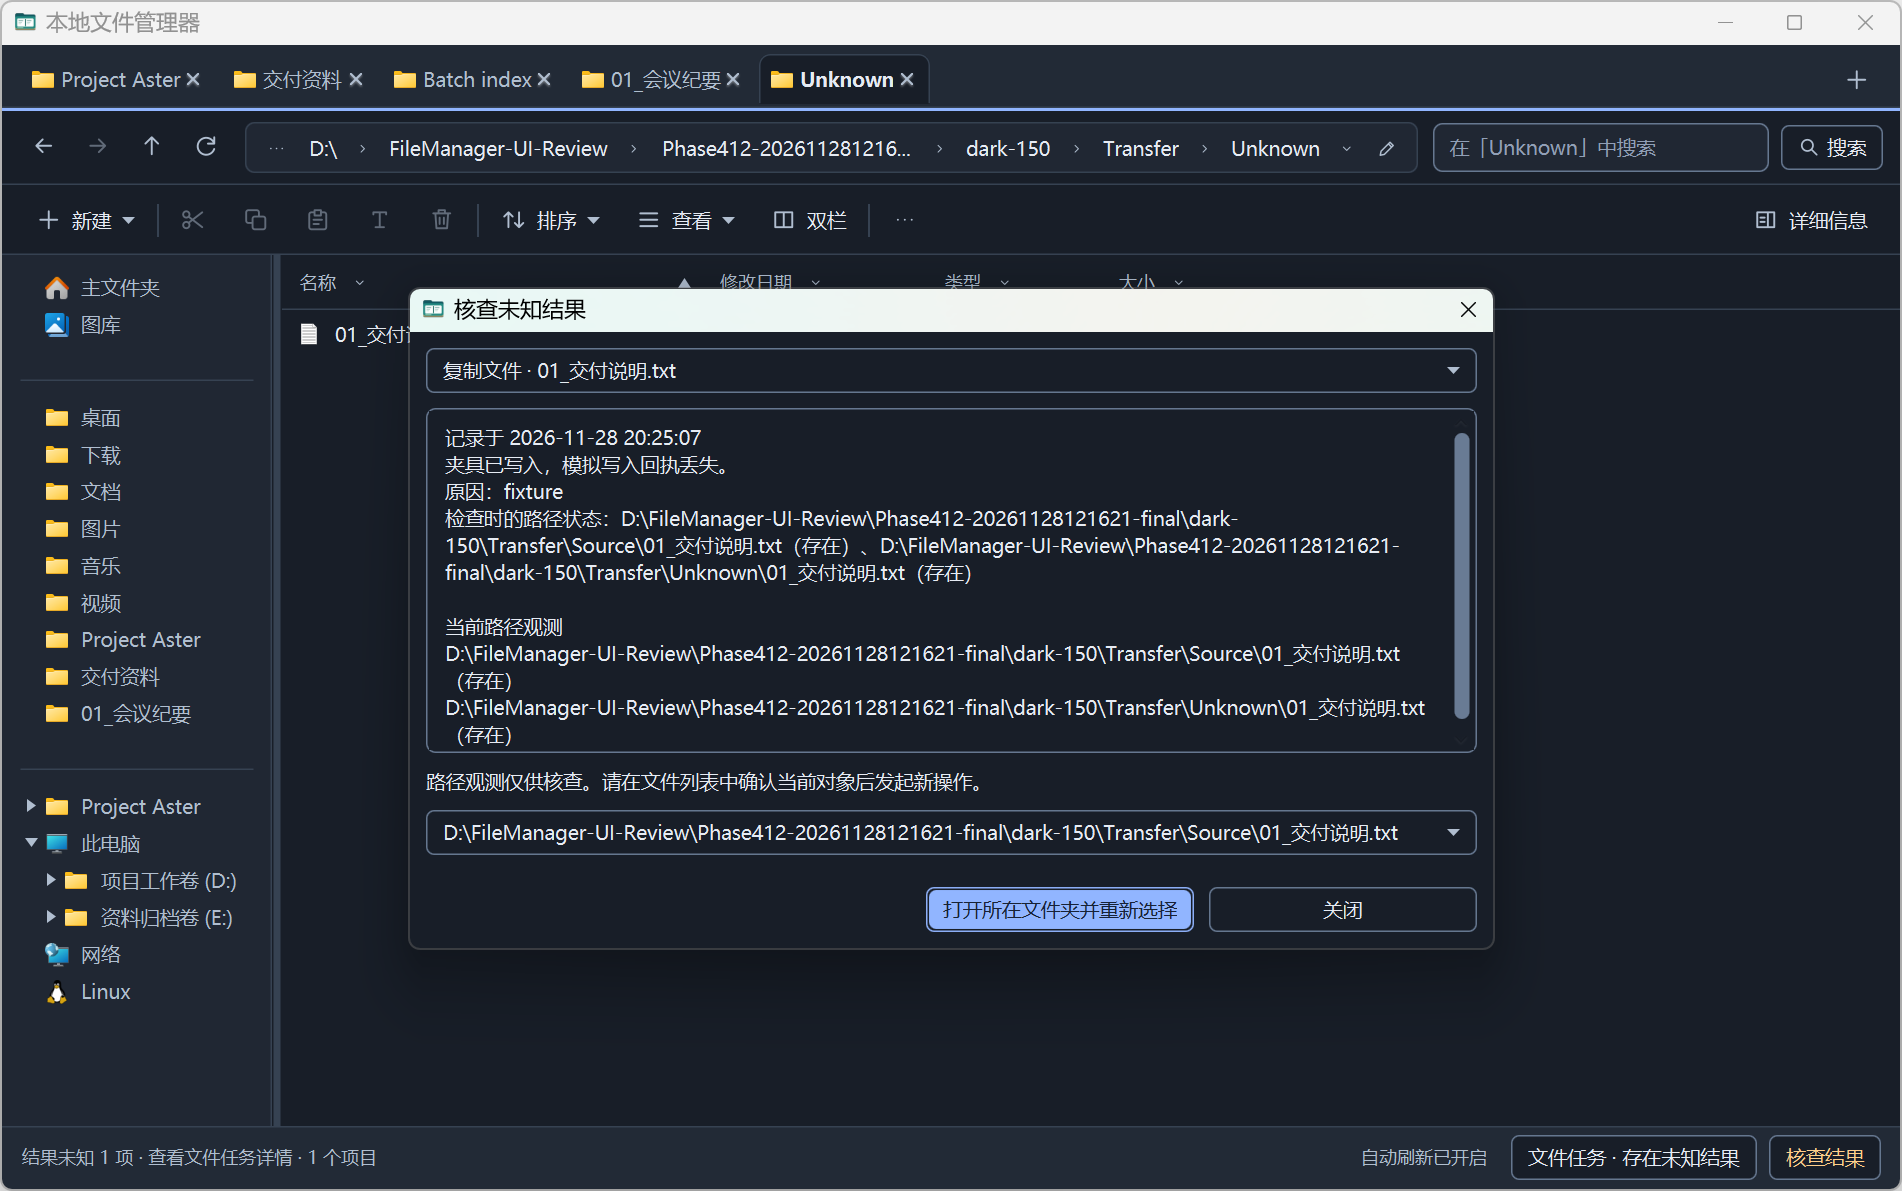 本地文件管理器
Project Aster
交付资料
Batch index
01_会议纪要
Unknown
··· D:\ › FileManager-UI-Review › Phase412-202611281216... › dark-150 › Transfer › Unknown
在「Unknown」中搜索
搜索
新建
排序
查看
双栏
···
详细信息
主文件夹
图库
桌面
下载
文档
图片
音乐
视频
Project Aster
交付资料
01_会议纪要
Project Aster
此电脑
项目工作卷 (D:)
资料归档卷 (E:)
网络
Linux
名称
修改日期
类型
大小
01_交付
核查未知结果
复制文件 · 01_交付说明.txt
记录于 2026-11-28 20:25:07
夹具已写入，模拟写入回执丢失。
原因：fixture
检查时的路径状态：D:\FileManager-UI-Review\Phase412-20261128121621-final\dark-
150\Transfer\Source\01_交付说明.txt（存在）、D:\FileManager-UI-Review\Phase412-20261128121621-
final\dark-150\Transfer\Unknown\01_交付说明.txt（存在）
当前路径观测
D:\FileManager-UI-Review\Phase412-20261128121621-final\dark-150\Transfer\Source\01_交付说明.txt
（存在）
D:\FileManager-UI-Review\Phase412-20261128121621-final\dark-150\Transfer\Unknown\01_交付说明.txt
（存在）
路径观测仅供核查。请在文件列表中确认当前对象后发起新操作。
D:\FileManager-UI-Review\Phase412-20261128121621-final\dark-150\Transfer\Source\01_交付说明.txt
打开所在文件夹并重新选择
关闭
结果未知 1 项 · 查看文件任务详情 · 1 个项目
自动刷新已开启
文件任务 · 存在未知结果
核查结果